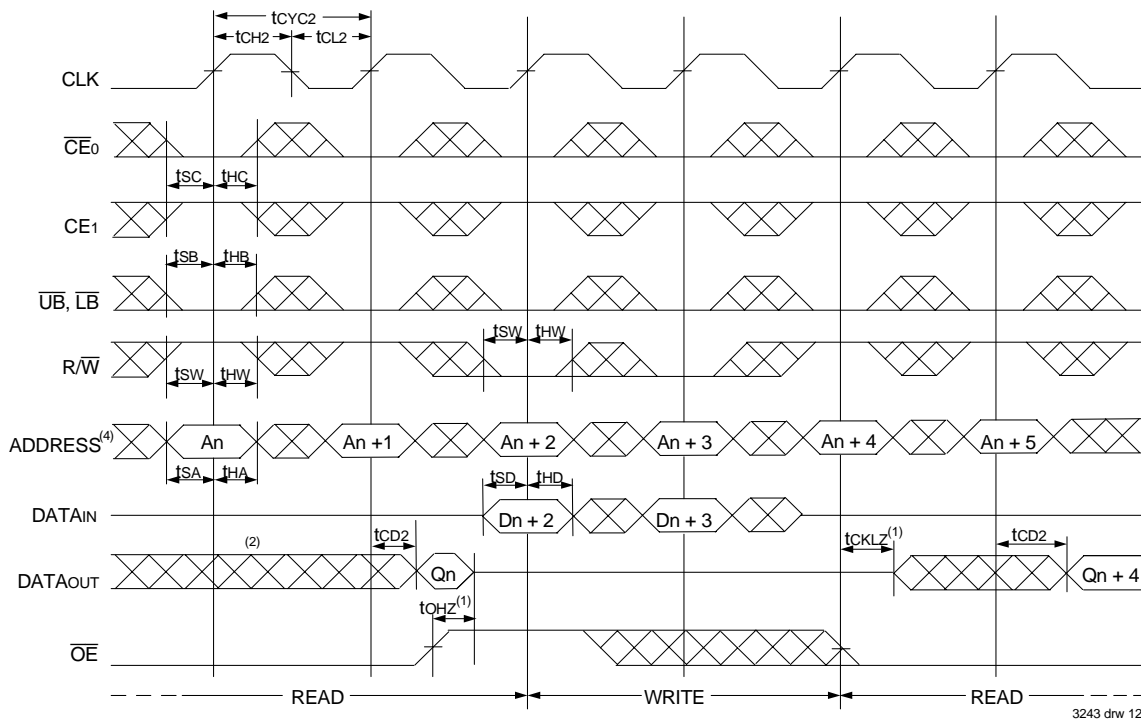 tCYC2
tCH2 tCL2
CLK
CE0
tSC tHC
CE1
tSB tHB
UB, LB
tSW tHW
R/W
tSW tHW
ADDRESS(4) An An +1 An + 2 An + 3 An + 4 An + 5
tSA tHA tSD tHD
DATAIN Dn + 2 Dn + 3
(2) tCD2 tCKLZ(1) tCD2
DATAOUT Qn Qn + 4
tOHZ(1)
OE
READ WRITE READ
3243 drw 12